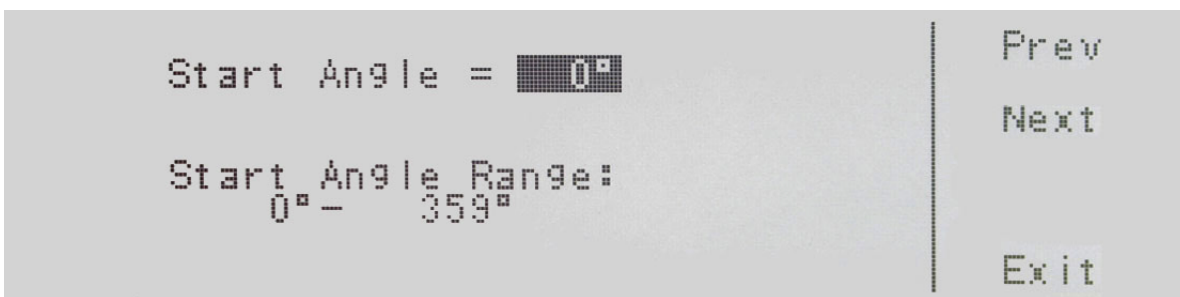 Start Angle = 0°
Start Angle Range:
0° – 359°
Prev
Next
Exit